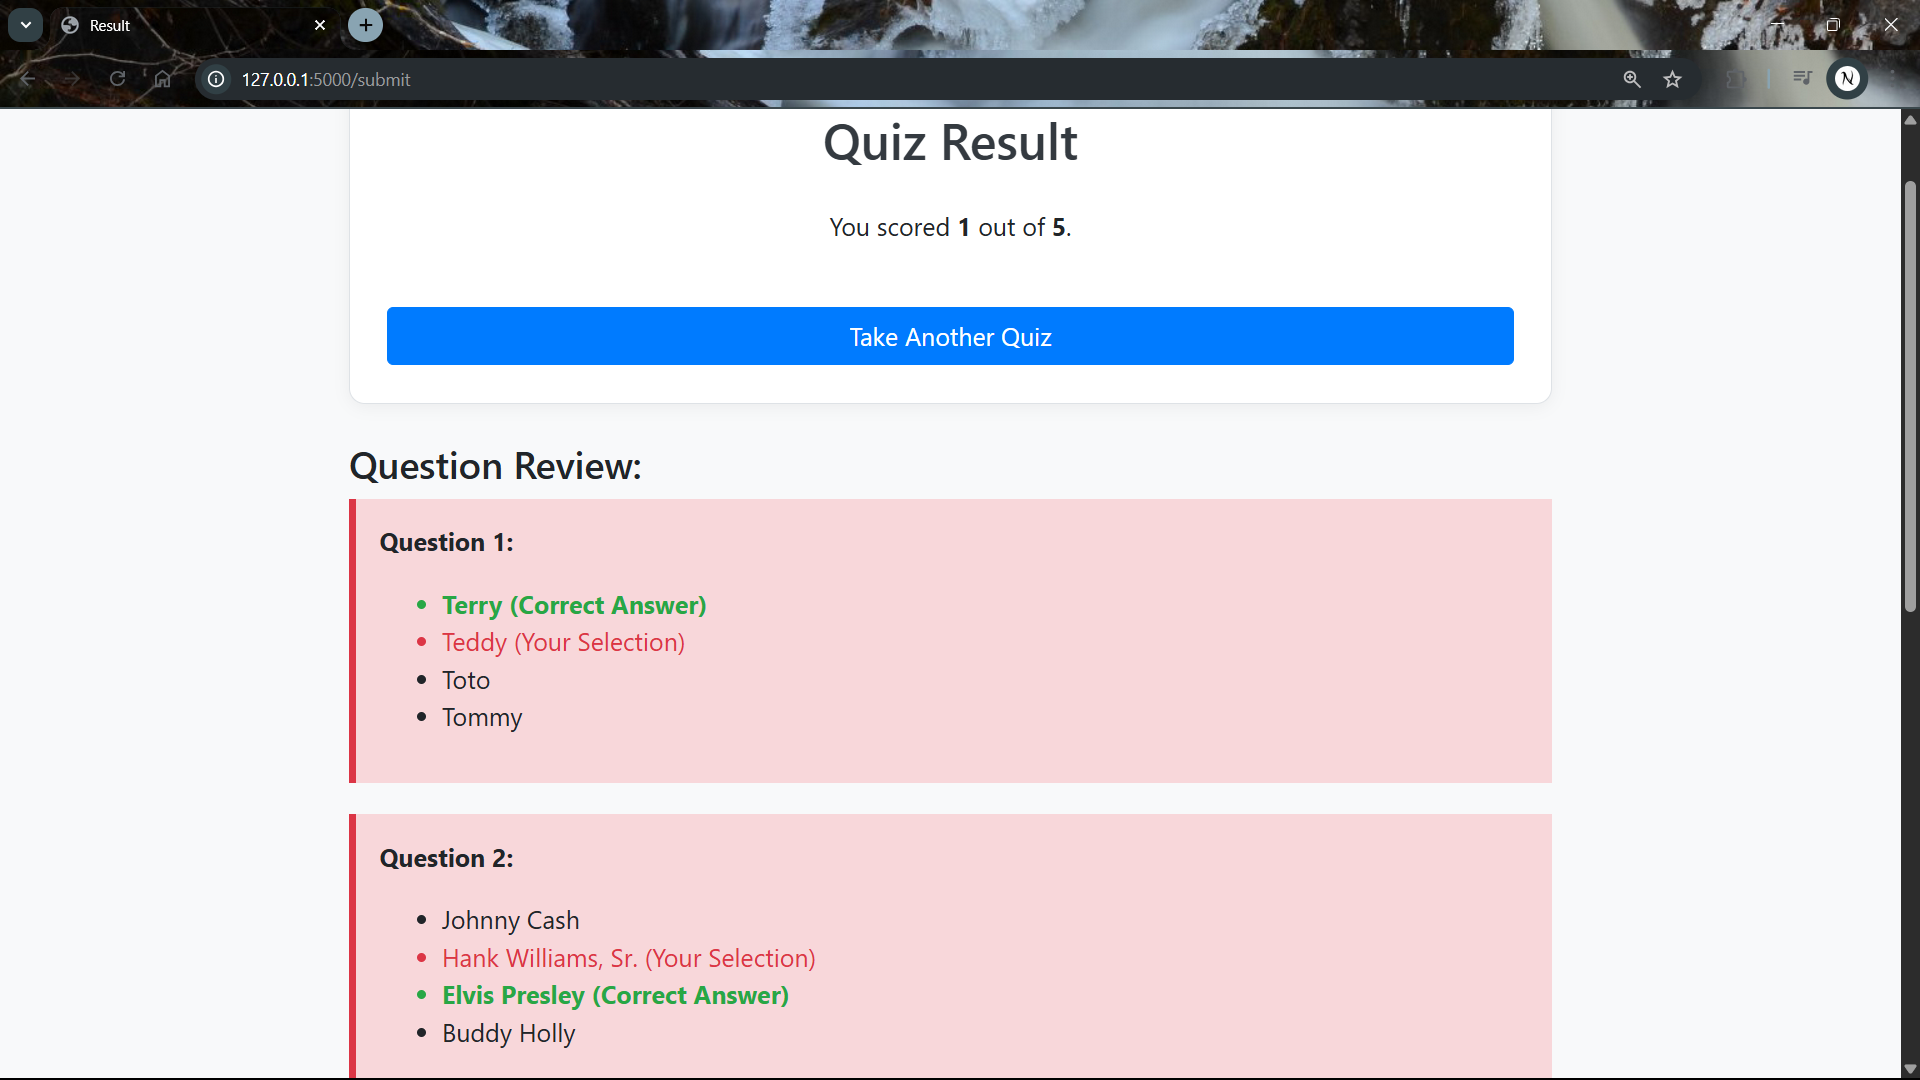 Result
127.0.0.1:5000/submit
N
Quiz Result
You scored 1 out of 5.
Take Another Quiz
Question Review:
Question 1:
Terry (Correct Answer)
Teddy (Your Selection)
Toto
Tommy
Question 2:
Johnny Cash
Hank Williams, Sr. (Your Selection)
Elvis Presley (Correct Answer)
Buddy Holly